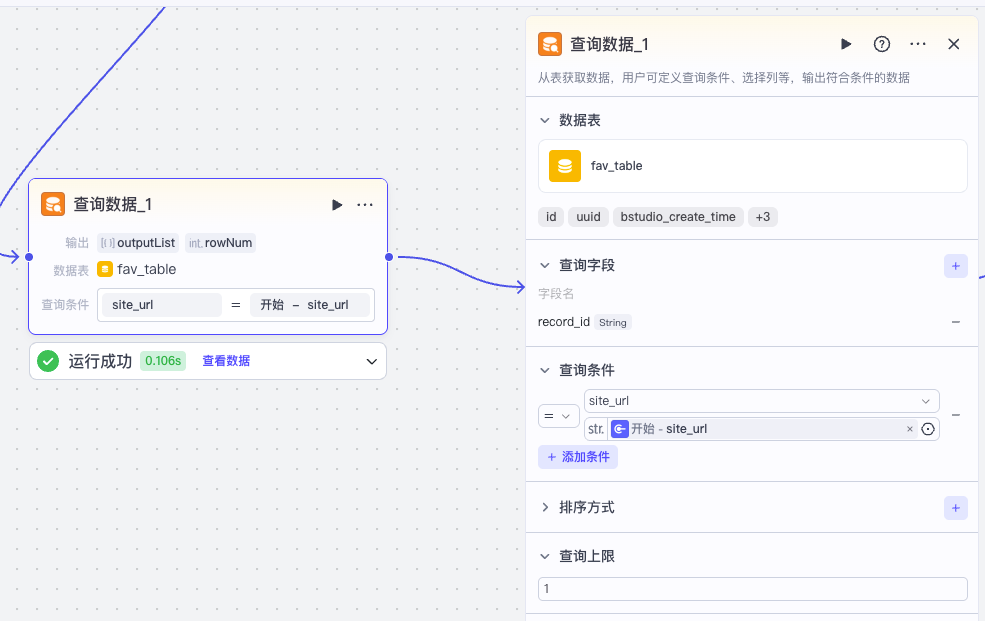 查询数据_1
输出 [()] outputList int. rowNum
数据表 fav_table
查询条件 site_url = 开始 – site_url
运行成功 0.106s 查看数据
查询数据_1
从表获取数据，用户可定义查询条件、选择列等，输出符合条件的数据
数据表
fav_table
id uuid bstudio_create_time +3
查询字段 +
字段名
record_id String −
查询条件
= site_url −
str. 开始 - site_url ×
+ 添加条件
排序方式 +
查询上限
1